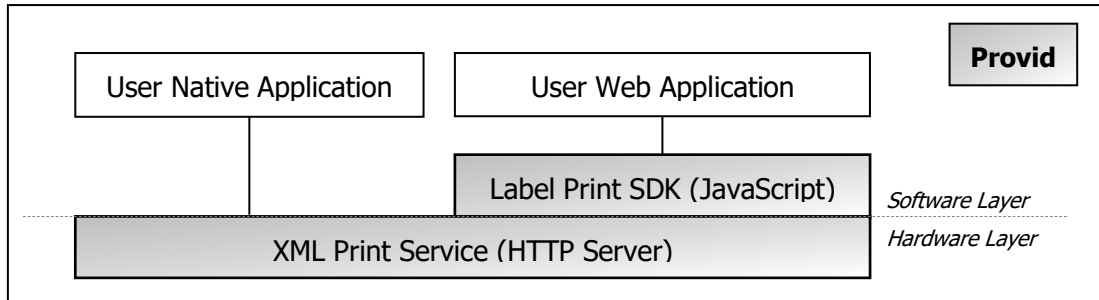 Provid
User Native Application
User Web Application
Label Print SDK (JavaScript)
Software Layer
Hardware Layer
XML Print Service (HTTP Server)